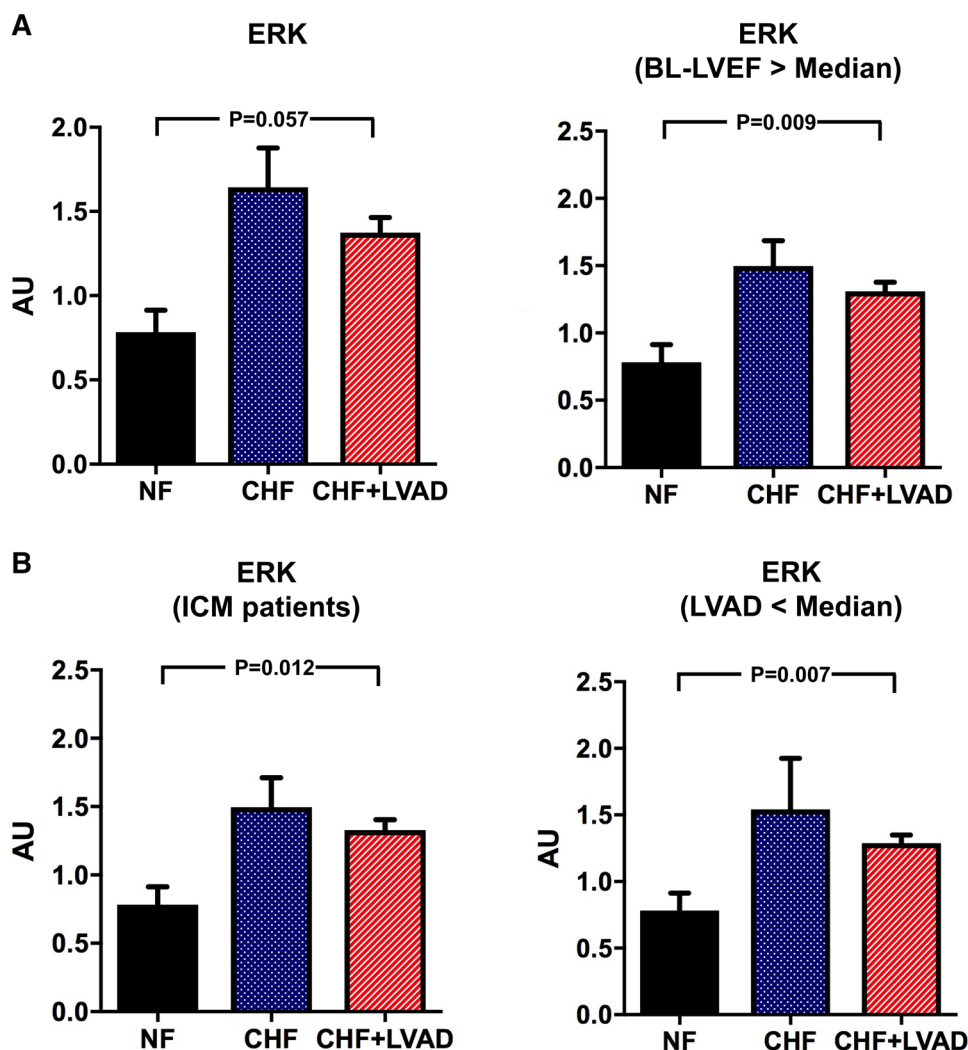 A
ERK
P=0.057
2.0
1.5
1.0
0.5
0.0
AU
NF CHF CHF+LVAD
ERK
(BL-LVEF > Median)
P=0.009
2.5
2.0
1.5
1.0
0.5
0.0
NF CHF CHF+LVAD
B
ERK
(ICM patients)
P=0.012
2.5
2.0
1.5
1.0
0.5
0.0
AU
NF CHF CHF+LVAD
ERK
(LVAD < Median)
P=0.007
2.5
2.0
1.5
1.0
0.5
0.0
AU
NF CHF CHF+LVAD